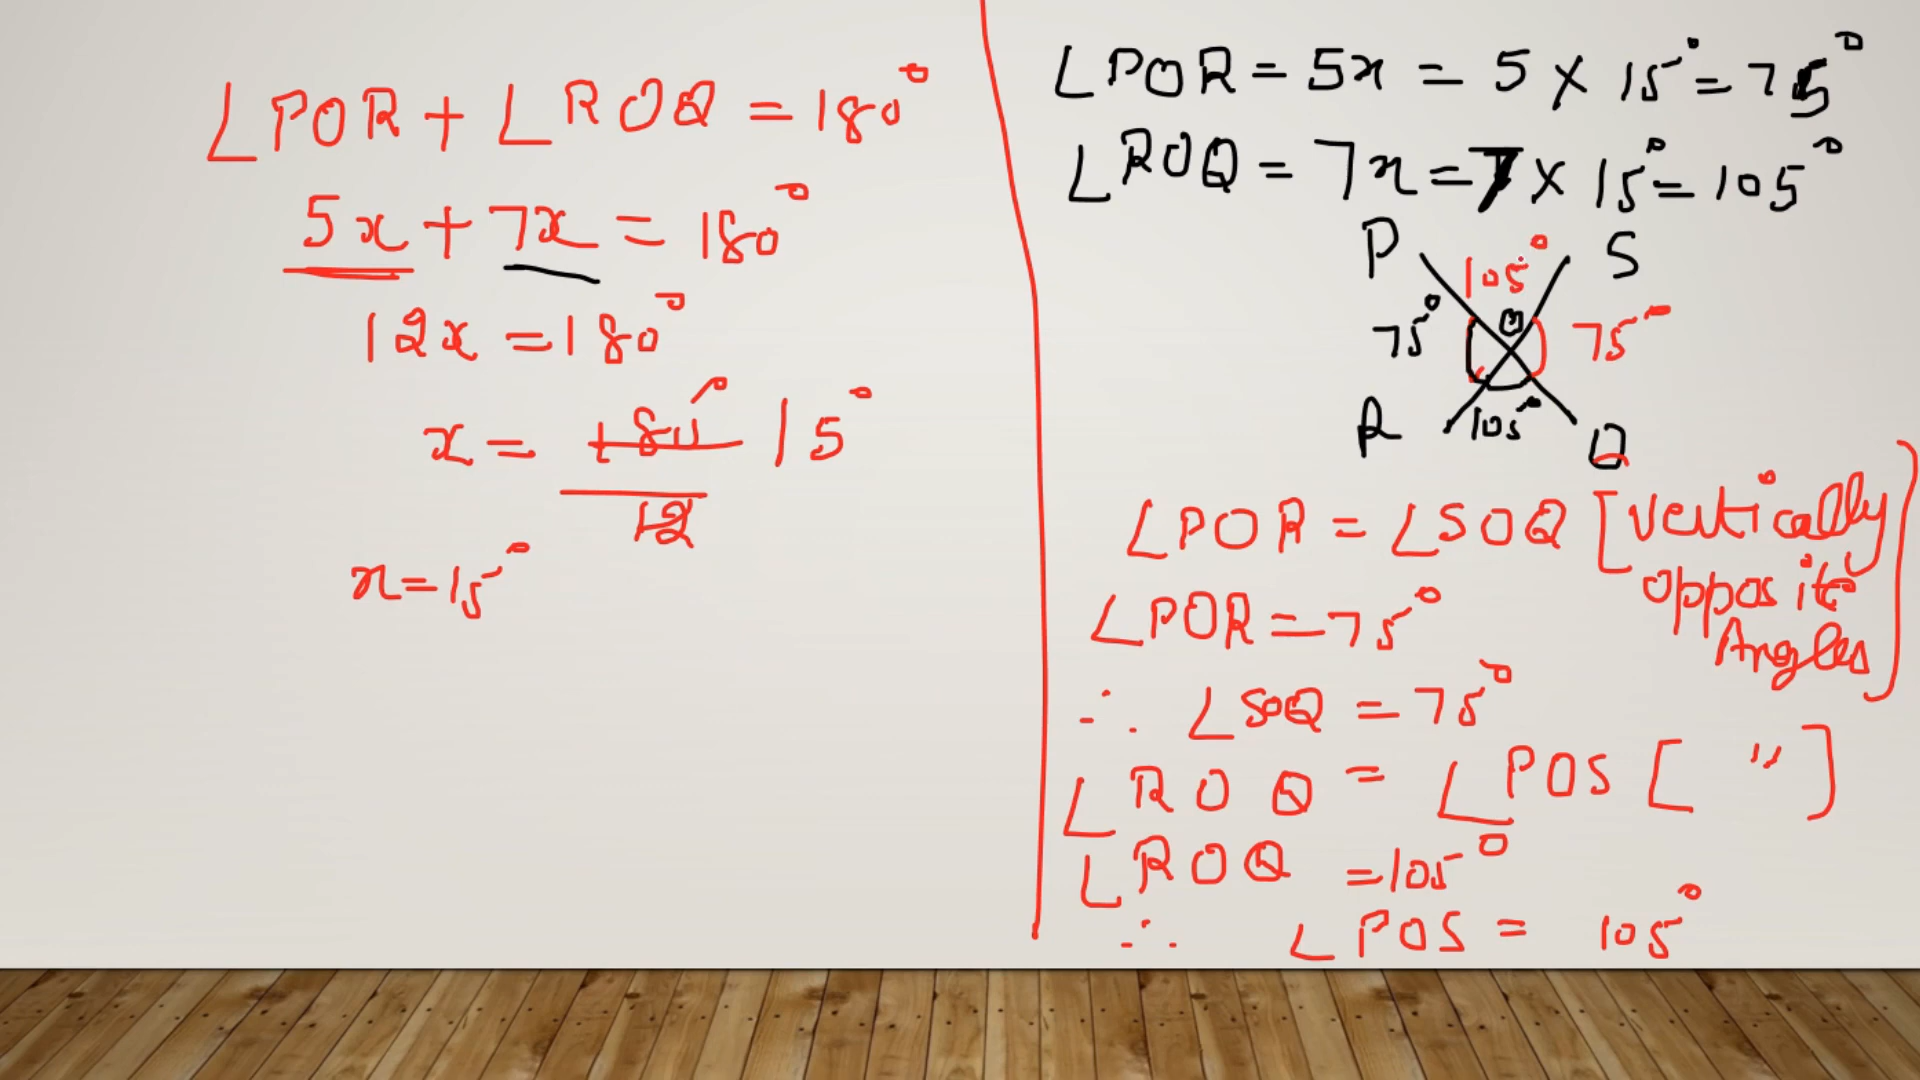 ∠POR + ∠ROQ = 180°
5x + 7x = 180°
12x = 180°
x = 180° 15°
12
x = 15°
∠POR = 5x = 5 × 15° = 75°
∠ROQ = 7x = 7 × 15° = 105°
P 105° S
75° O 75°
R 105° Q
∠POR = ∠SOQ [vertically
opposite
Angles]
∠POR = 75°
∴ ∠SOQ = 75°
∠ROQ = ∠POS [ " ]
∠ROQ = 105°
∴ ∠POS = 105°